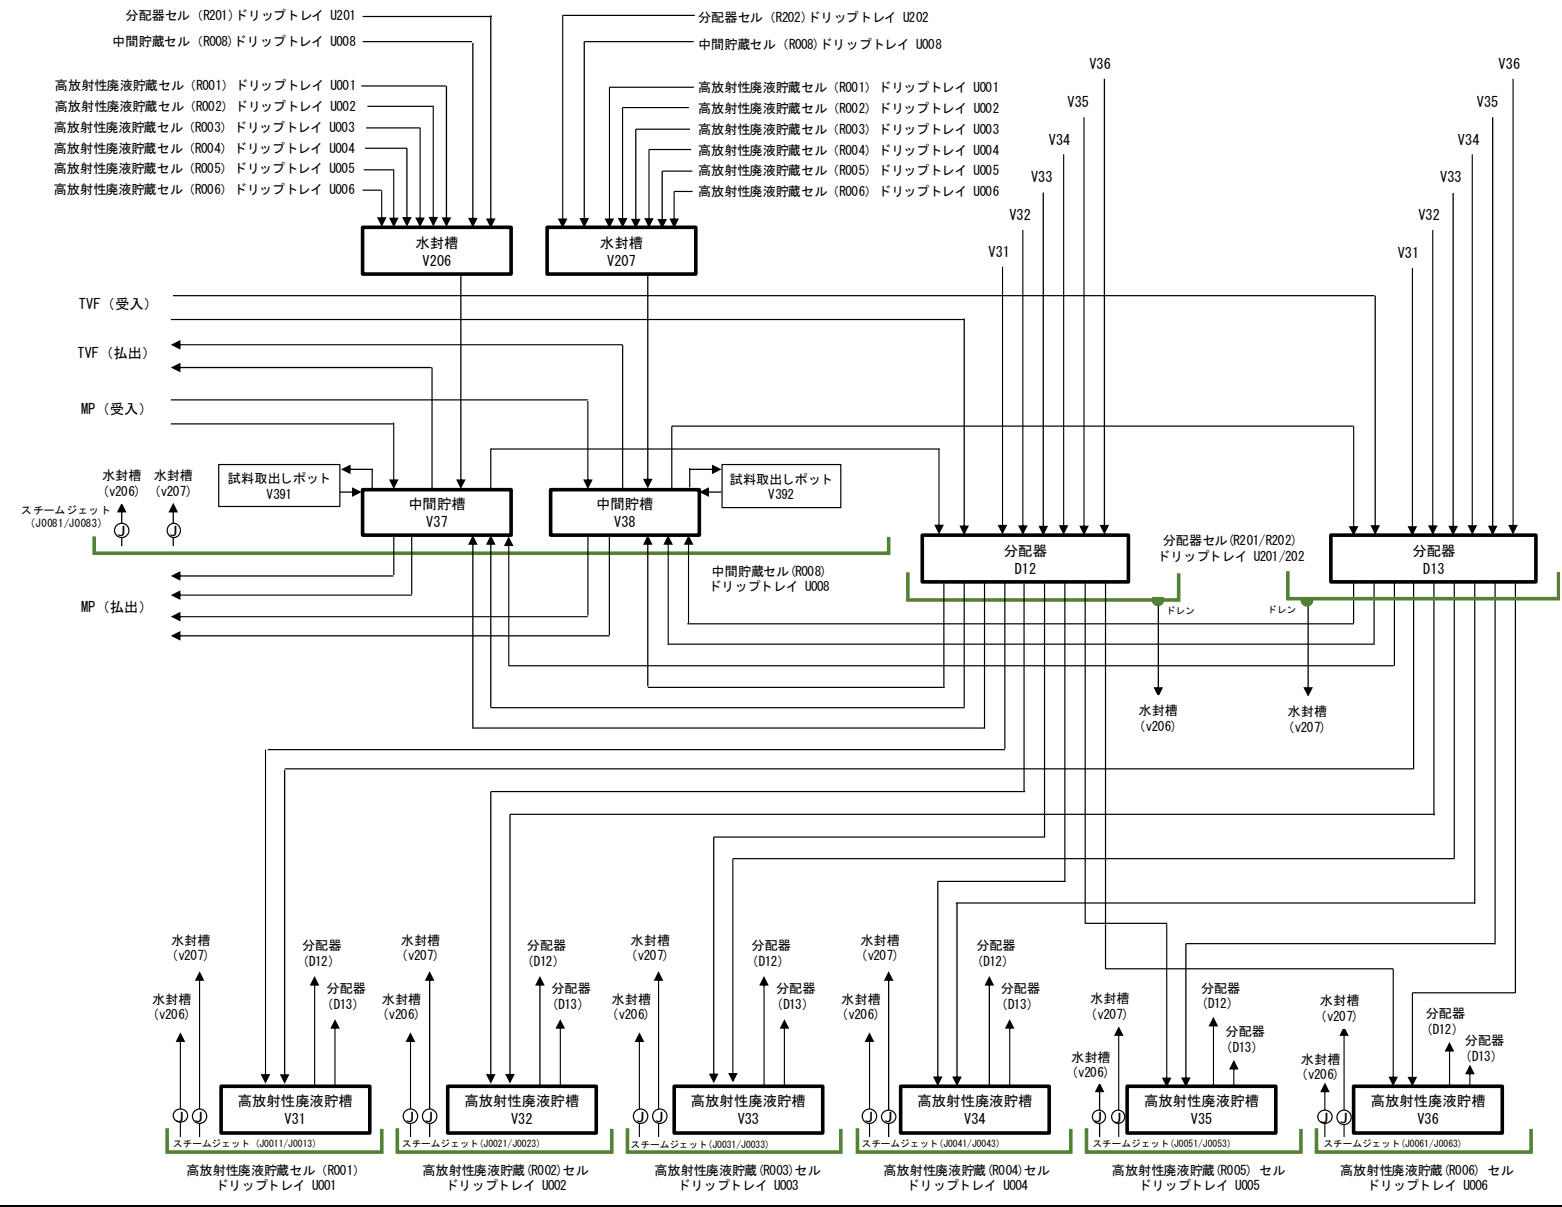 分配器セル (R201)ドリップトレイ U201
中間貯蔵セル (R008)ドリップトレイ U008
高放射性廃液貯蔵セル (R001) ドリップトレイ U001
高放射性廃液貯蔵セル (R002) ドリップトレイ U002
高放射性廃液貯蔵セル (R003) ドリップトレイ U003
高放射性廃液貯蔵セル (R004) ドリップトレイ U004
高放射性廃液貯蔵セル (R005) ドリップトレイ U005
高放射性廃液貯蔵セル (R006) ドリップトレイ U006
分配器セル (R202)ドリップトレイ U202
中間貯蔵セル (R008)ドリップトレイ U008
高放射性廃液貯蔵セル (R001) ドリップトレイ U001
高放射性廃液貯蔵セル (R002) ドリップトレイ U002
高放射性廃液貯蔵セル (R003) ドリップトレイ U003
高放射性廃液貯蔵セル (R004) ドリップトレイ U004
高放射性廃液貯蔵セル (R005) ドリップトレイ U005
高放射性廃液貯蔵セル (R006) ドリップトレイ U006
V36
V35
V34
V33
V32
V31
V36
V35
V34
V33
V32
V31
水封槽
V206
水封槽
V207
TVF (受入)
TVF (払出)
MP (受入)
水封槽
(v206)
水封槽
(v207)
スチームジェット
(J0081/J0083)
J
J
試料取出しポット
V391
中間貯槽
V37
中間貯槽
V38
試料取出しポット
V392
中間貯蔵セル(R008)
ドリップトレイ U008
MP (払出)
分配器
D12
分配器セル(R201/R202)
ドリップトレイ U201/202
分配器
D13
ドレン
ドレン
水封槽
(v206)
水封槽
(v207)
水封槽
(v207)
水封槽
(v206)
分配器
(D12)
分配器
(D13)
J
J
高放射性廃液貯槽
V31
スチームジェット(J0011/J0013)
高放射性廃液貯蔵セル (R001)
ドリップトレイ U001
水封槽
(v207)
水封槽
(v206)
分配器
(D12)
分配器
(D13)
J
J
高放射性廃液貯槽
V32
スチームジェット(J0021/J0023)
高放射性廃液貯蔵(R002)セル
ドリップトレイ U002
水封槽
(v207)
水封槽
(v206)
分配器
(D12)
分配器
(D13)
J
J
高放射性廃液貯槽
V33
スチームジェット(J0031/J0033)
高放射性廃液貯蔵(R003)セル
ドリップトレイ U003
水封槽
(v207)
水封槽
(v206)
分配器
(D12)
分配器
(D13)
J
J
高放射性廃液貯槽
V34
スチームジェット(J0041/J0043)
高放射性廃液貯蔵(R004)セル
ドリップトレイ U004
水封槽
(v207)
水封槽
(v206)
分配器
(D12)
分配器
(D13)
J
J
高放射性廃液貯槽
V35
スチームジェット(J0051/J0053)
高放射性廃液貯蔵(R005) セル
ドリップトレイ U005
水封槽
(v207)
水封槽
(v206)
分配器
(D12)
分配器
(D13)
J
J
高放射性廃液貯槽
V36
スチームジェット(J0061/J0063)
高放射性廃液貯蔵(R006) セル
ドリップトレイ U006